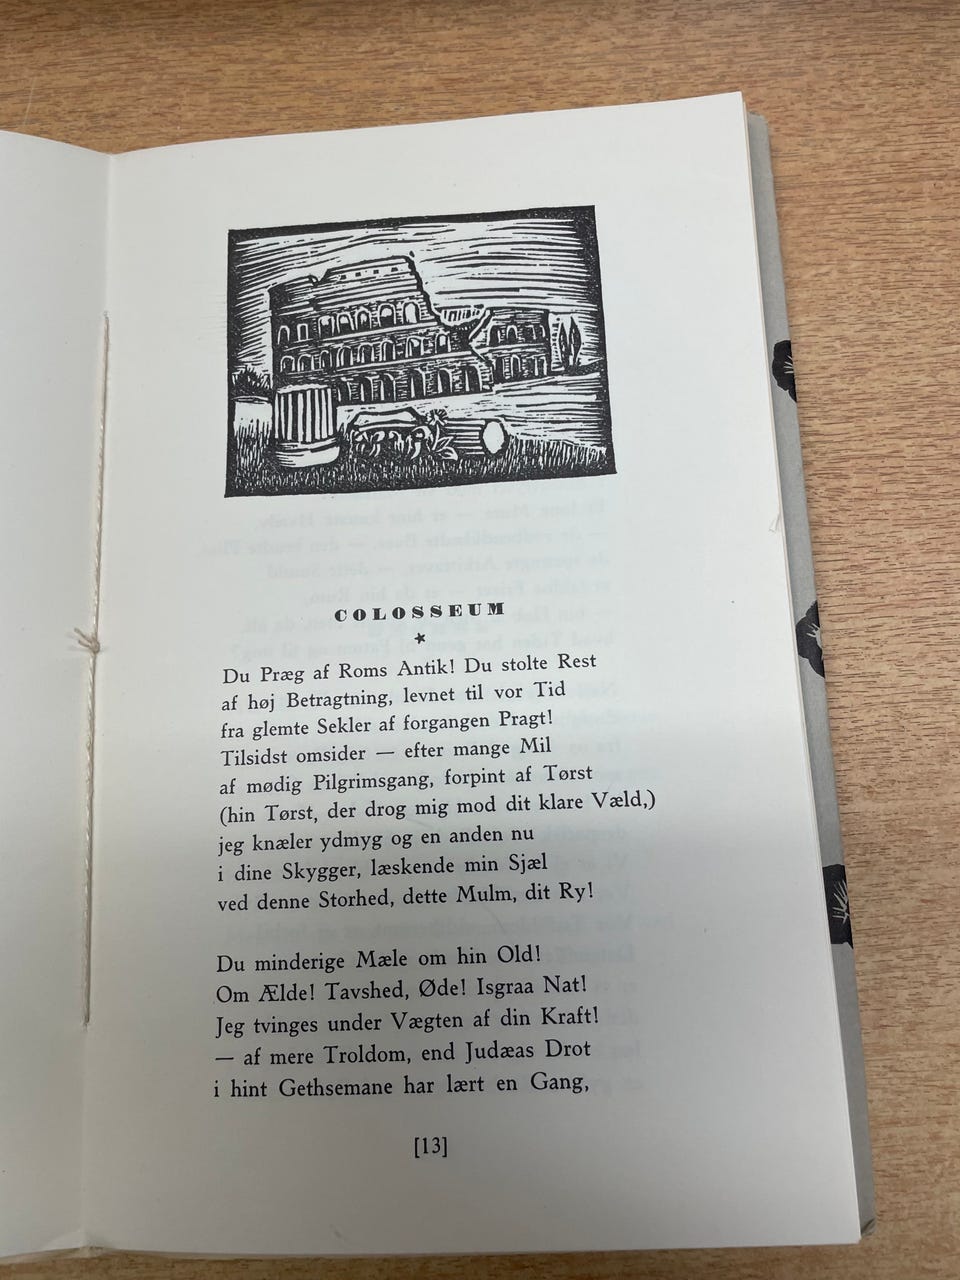 COLOSSEUM
★
Du Præg af Roms Antik! Du stolte Rest
af høj Betragtning, levnet til vor Tid
fra glemte Sekler af forgangen Pragt!
Tilsidst omsider — efter mange Mil
af mødig Pilgrimsgang, forpint af Tørst
(hin Tørst, der drog mig mod dit klare Væld,)
jeg knæler ydmyg og en anden nu
i dine Skygger, læskende min Sjæl
ved denne Storhed, dette Mulm, dit Ry!
Du minderige Mæle om hin Old!
Om Ælde! Tavshed, Øde! Isgraa Nat!
Jeg tvinges under Vægten af din Kraft!
— af mere Troldom, end Judæas Drot
i hint Gethsemane har lært en Gang,
[13]